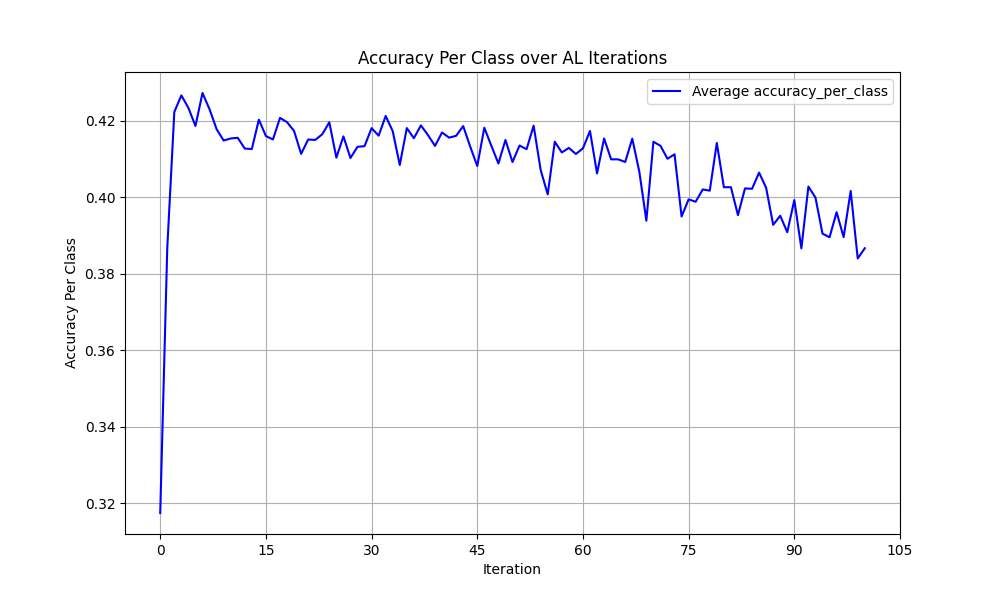 Accuracy Per Class over AL Iterations
Average accuracy_per_class
Accuracy Per Class
0.42
0.40
0.38
0.36
0.34
0.32
0 15 30 45 60 75 90 105
Iteration